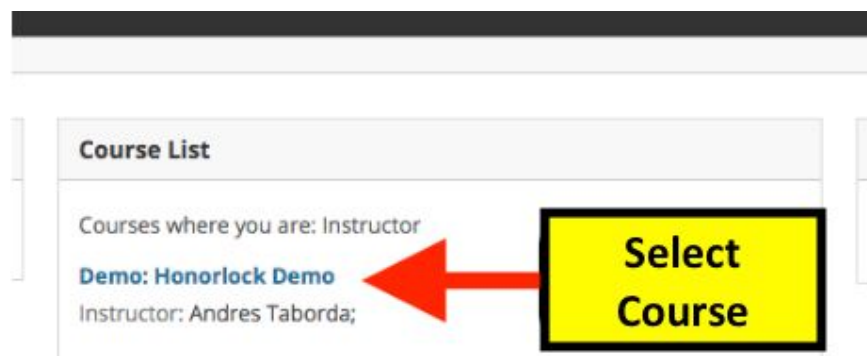 Course List
Courses where you are: Instructor
Demo: Honorlock Demo
Instructor: Andres Taborda;
Select
Course